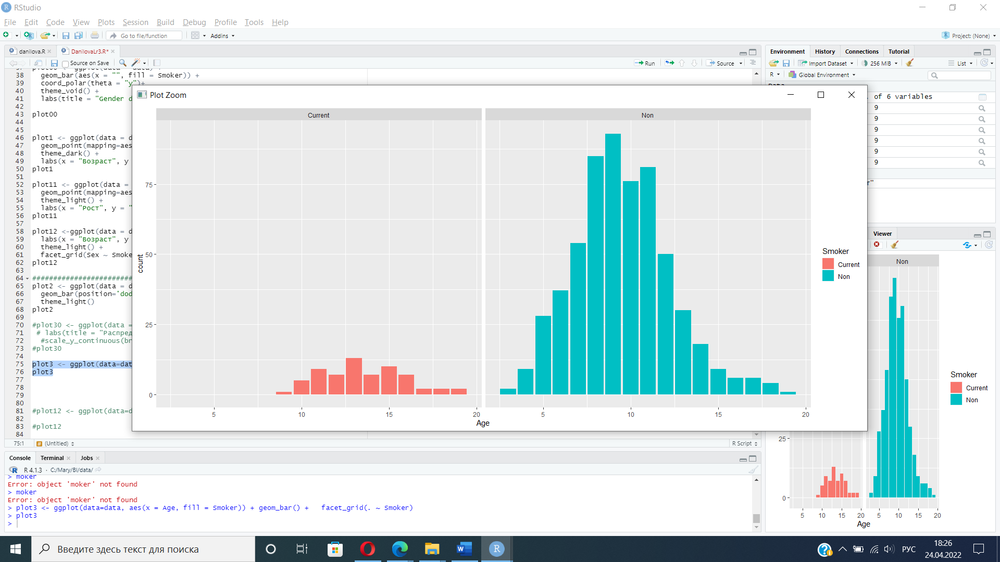 RStudio
File Edit Code View Plots Session Build Debug Profile Tools Help
Go to file/function Addins Project: (None)
danilova.R DanilovaLr3.R*
Source on Save Run Source
38 geom_bar(aes(x = "", fill = Smoker)) +
39 coord_polar(theta = "y")+
40 theme_void() +
41 labs(title = "Gender d
42
43 plot00
44
45
46 plot1 <- ggplot(data = d
47 geom_point(mapping=aes
48 theme_dark() +
49 labs(x = "Возраст", y
50 plot1
51
52 plot11 <- ggplot(data =
53 geom_point(mapping=aes
54 theme_light() +
55 labs(x = "Рост", y = "
56 plot11
57
58 plot12 <-ggplot(data = d
59 labs(x = "Возраст", y
60 theme_light() +
61 facet_grid(Sex ~ Smoke
62 plot12
63
64 ########################
65 plot2 <- ggplot(data = d
66 geom_bar(position='dod
67 theme_light()
68 plot2
69
70 #plot30 <- ggplot(data =
71 # labs(title = "Распред
72 #scale_y_continuous(br
73 #plot30
74
75 plot3 <- ggplot(data=dat
76 plot3
77
78
79
80
81 #plot12 <- ggplot(data=d
82
83 #plot12
84
75:1 # (Untitled) R Script
Plot Zoom
Current Non
75
50
25
0
count
5 10 15 20 5 10 15 20
Age
Smoker
Current
Non
Environment History Connections Tutorial
Import Dataset 256 MiB List
R Global Environment
of 6 variables
9
9
9
9
9
9
Viewer
Non
25
0
5 10 15 20 5 10 15 20
Age
Smoker
Current
Non
Console Terminal Jobs
R 4.1.3 · C:/Mary/BI/data/
> moker
Error: object 'moker' not found
> moker
Error: object 'moker' not found
> plot3 <- ggplot(data=data, aes(x = Age, fill = Smoker)) + geom_bar() + facet_grid(. ~ Smoker)
> plot3
>
Введите здесь текст для поиска
РУС 18:26
24.04.2022